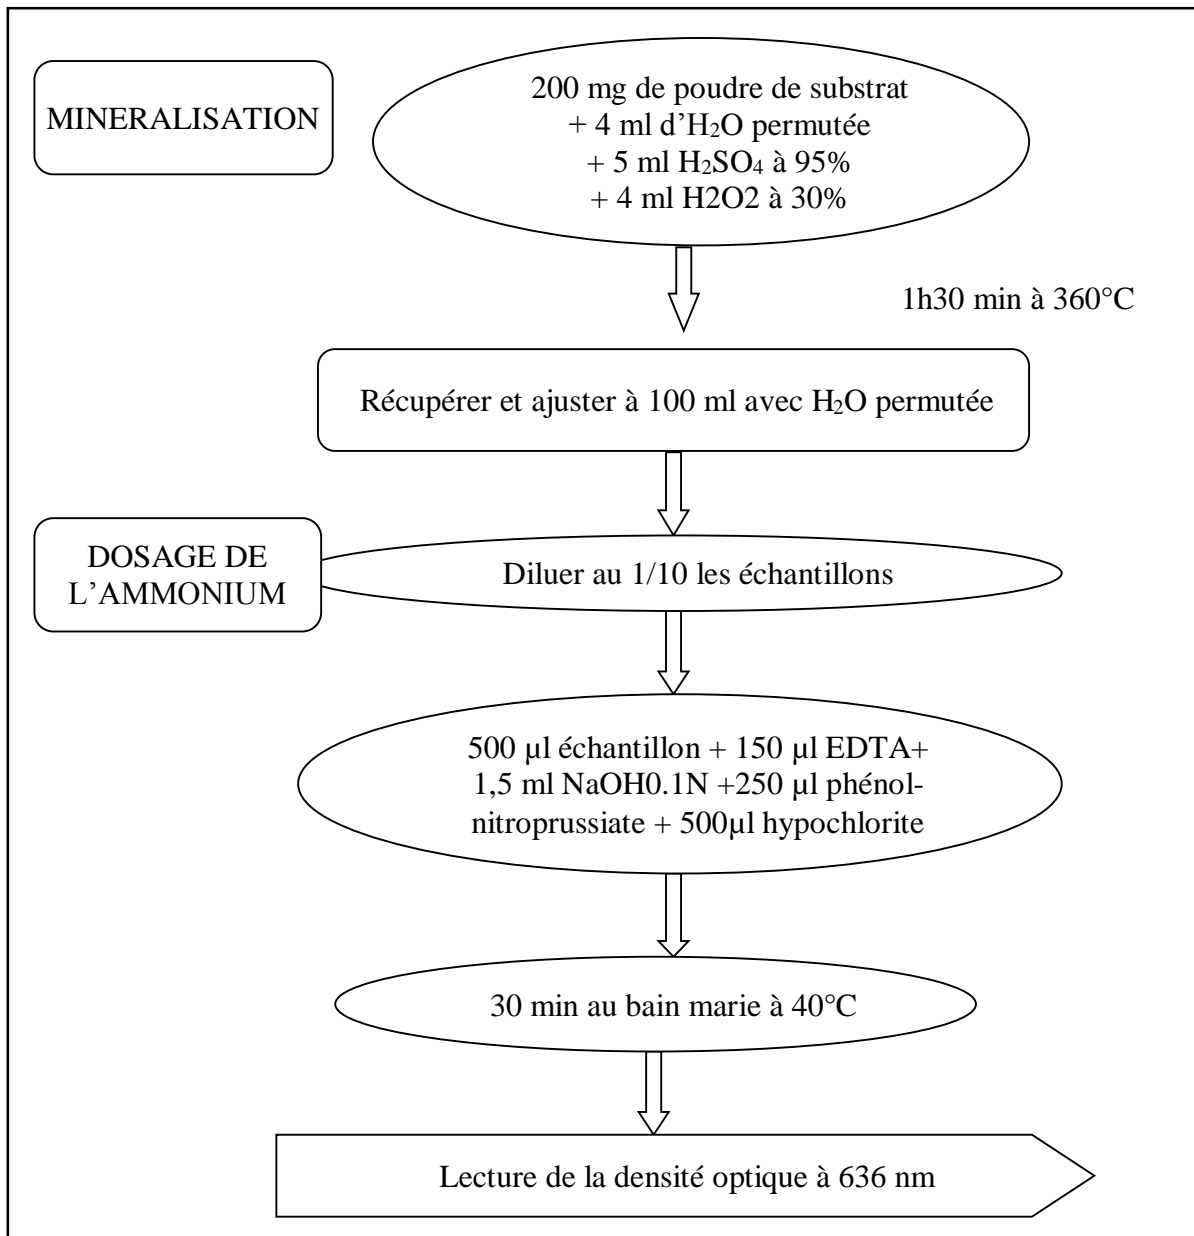 MINERALISATION
200 mg de poudre de substrat
+ 4 ml d’H₂O permutée
+ 5 ml H₂SO₄ à 95%
+ 4 ml H2O2 à 30%
1h30 min à 360°C
Récupérer et ajuster à 100 ml avec H₂O permutée
DOSAGE DE
L’AMMONIUM
Diluer au 1/10 les échantillons
500 µl échantillon + 150 µl EDTA+
1,5 ml NaOH0.1N +250 µl phénol-
nitroprussiate + 500µl hypochlorite
30 min au bain marie à 40°C
Lecture de la densité optique à 636 nm